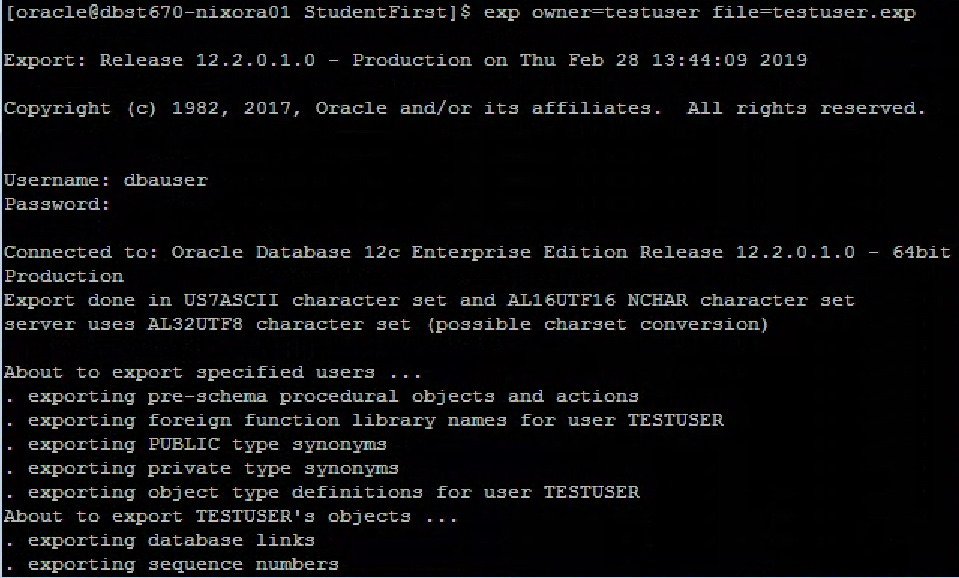 [oracle@dbst670-nixora01 StudentFirst]$ exp owner=testuser file=testuser.exp
Export: Release 12.2.0.1.0 - Production on Thu Feb 28 13:44:09 2019
Copyright (c) 1982, 2017, Oracle and/or its affiliates.  All rights reserved.
Username: dbauser
Password:
Connected to: Oracle Database 12c Enterprise Edition Release 12.2.0.1.0 - 64bit
Production
Export done in US7ASCII character set and AL16UTF16 NCHAR character set
server uses AL32UTF8 character set (possible charset conversion)
About to export specified users ...
. exporting pre-schema procedural objects and actions
. exporting foreign function library names for user TESTUSER
. exporting PUBLIC type synonyms
. exporting private type synonyms
. exporting object type definitions for user TESTUSER
About to export TESTUSER's objects ...
. exporting database links
. exporting sequence numbers